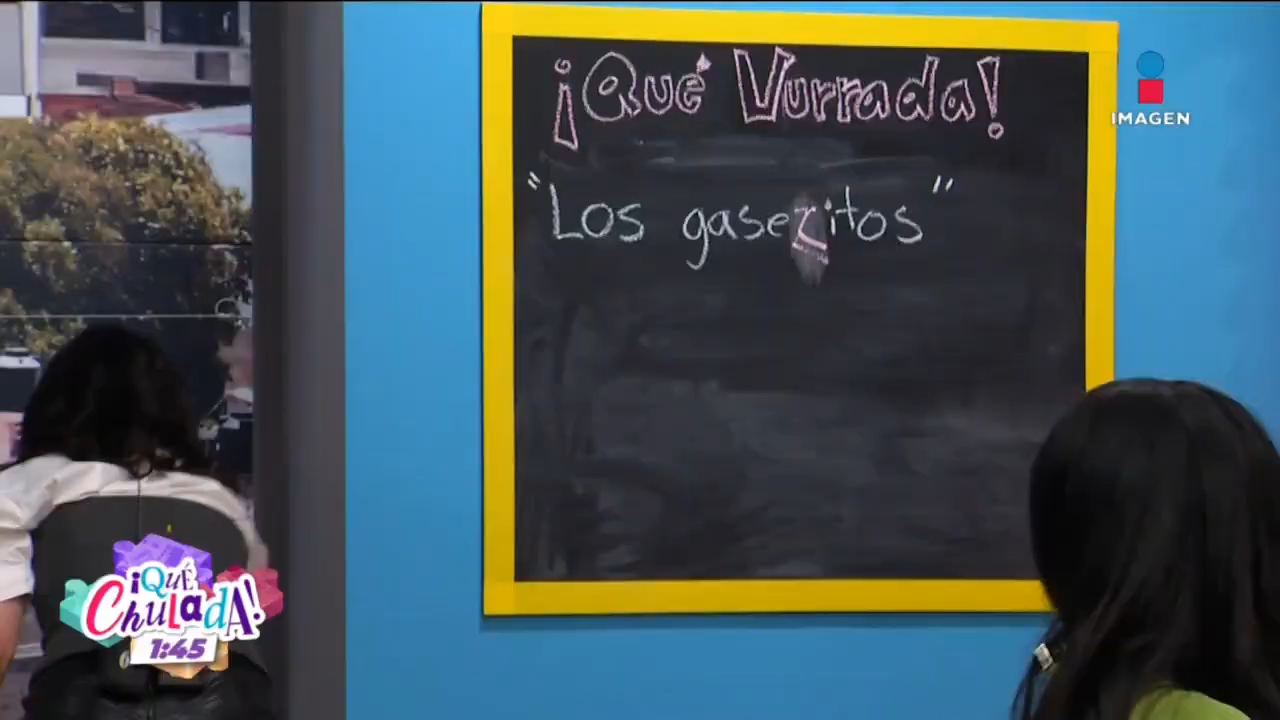 ¡Qué Vurrada!
"Los gasezitos"
IMAGEN
¡QUÉ
ChuLadA!
1:45